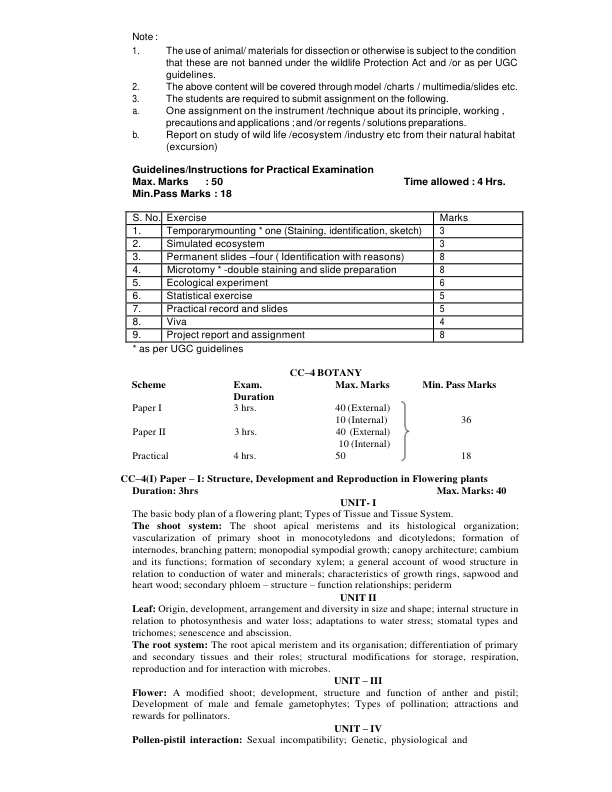 Note :
1. The use of animal/ materials for dissection or otherwise is subject to the condition
that these are not banned under the wildlife Protection Act and /or as per UGC
guidelines.
2. The above content will be covered through model /charts / multimedia/slides etc.
3. The students are required to submit assignment on the following.
a. One assignment on the instrument /technique about its principle, working ,
precautions and applications ; and /or regents / solutions preparations.
b. Report on study of wild life /ecosystem /industry etc from their natural habitat
(excursion)
Guidelines/Instructions for Practical Examination
Max. Marks : 50 Time allowed : 4 Hrs.
Min.Pass Marks : 18
S. No. Exercise Marks
1. Temporarymounting * one (Staining, identification, sketch) 3
2. Simulated ecosystem 3
3. Permanent slides –four ( Identification with reasons) 8
4. Microtomy * -double staining and slide preparation 8
5. Ecological experiment 6
6. Statistical exercise 5
7. Practical record and slides 5
8. Viva 4
9. Project report and assignment 8
* as per UGC guidelines
CC–4 BOTANY
Scheme Exam. Max. Marks Min. Pass Marks
Duration
Paper I 3 hrs. 40 (External)
10 (Internal) 36
Paper II 3 hrs. 40 (External)
10 (Internal)
Practical 4 hrs. 50 18
CC–4(I) Paper – I: Structure, Development and Reproduction in Flowering plants
Duration: 3hrs Max. Marks: 40
UNIT- I
The basic body plan of a flowering plant; Types of Tissue and Tissue System.
The shoot system: The shoot apical meristems and its histological organization;
vascularization of primary shoot in monocotyledons and dicotyledons; formation of
internodes, branching pattern; monopodial sympodial growth; canopy architecture; cambium
and its functions; formation of secondary xylem; a general account of wood structure in
relation to conduction of water and minerals; characteristics of growth rings, sapwood and
heart wood; secondary phloem – structure – function relationships; periderm
UNIT II
Leaf: Origin, development, arrangement and diversity in size and shape; internal structure in
relation to photosynthesis and water loss; adaptations to water stress; stomatal types and
trichomes; senescence and abscission.
The root system: The root apical meristem and its organisation; differentiation of primary
and secondary tissues and their roles; structural modifications for storage, respiration,
reproduction and for interaction with microbes.
UNIT – III
Flower: A modified shoot; development, structure and function of anther and pistil;
Development of male and female gametophytes; Types of pollination; attractions and
rewards for pollinators.
UNIT – IV
Pollen-pistil interaction: Sexual incompatibility; Genetic, physiological and